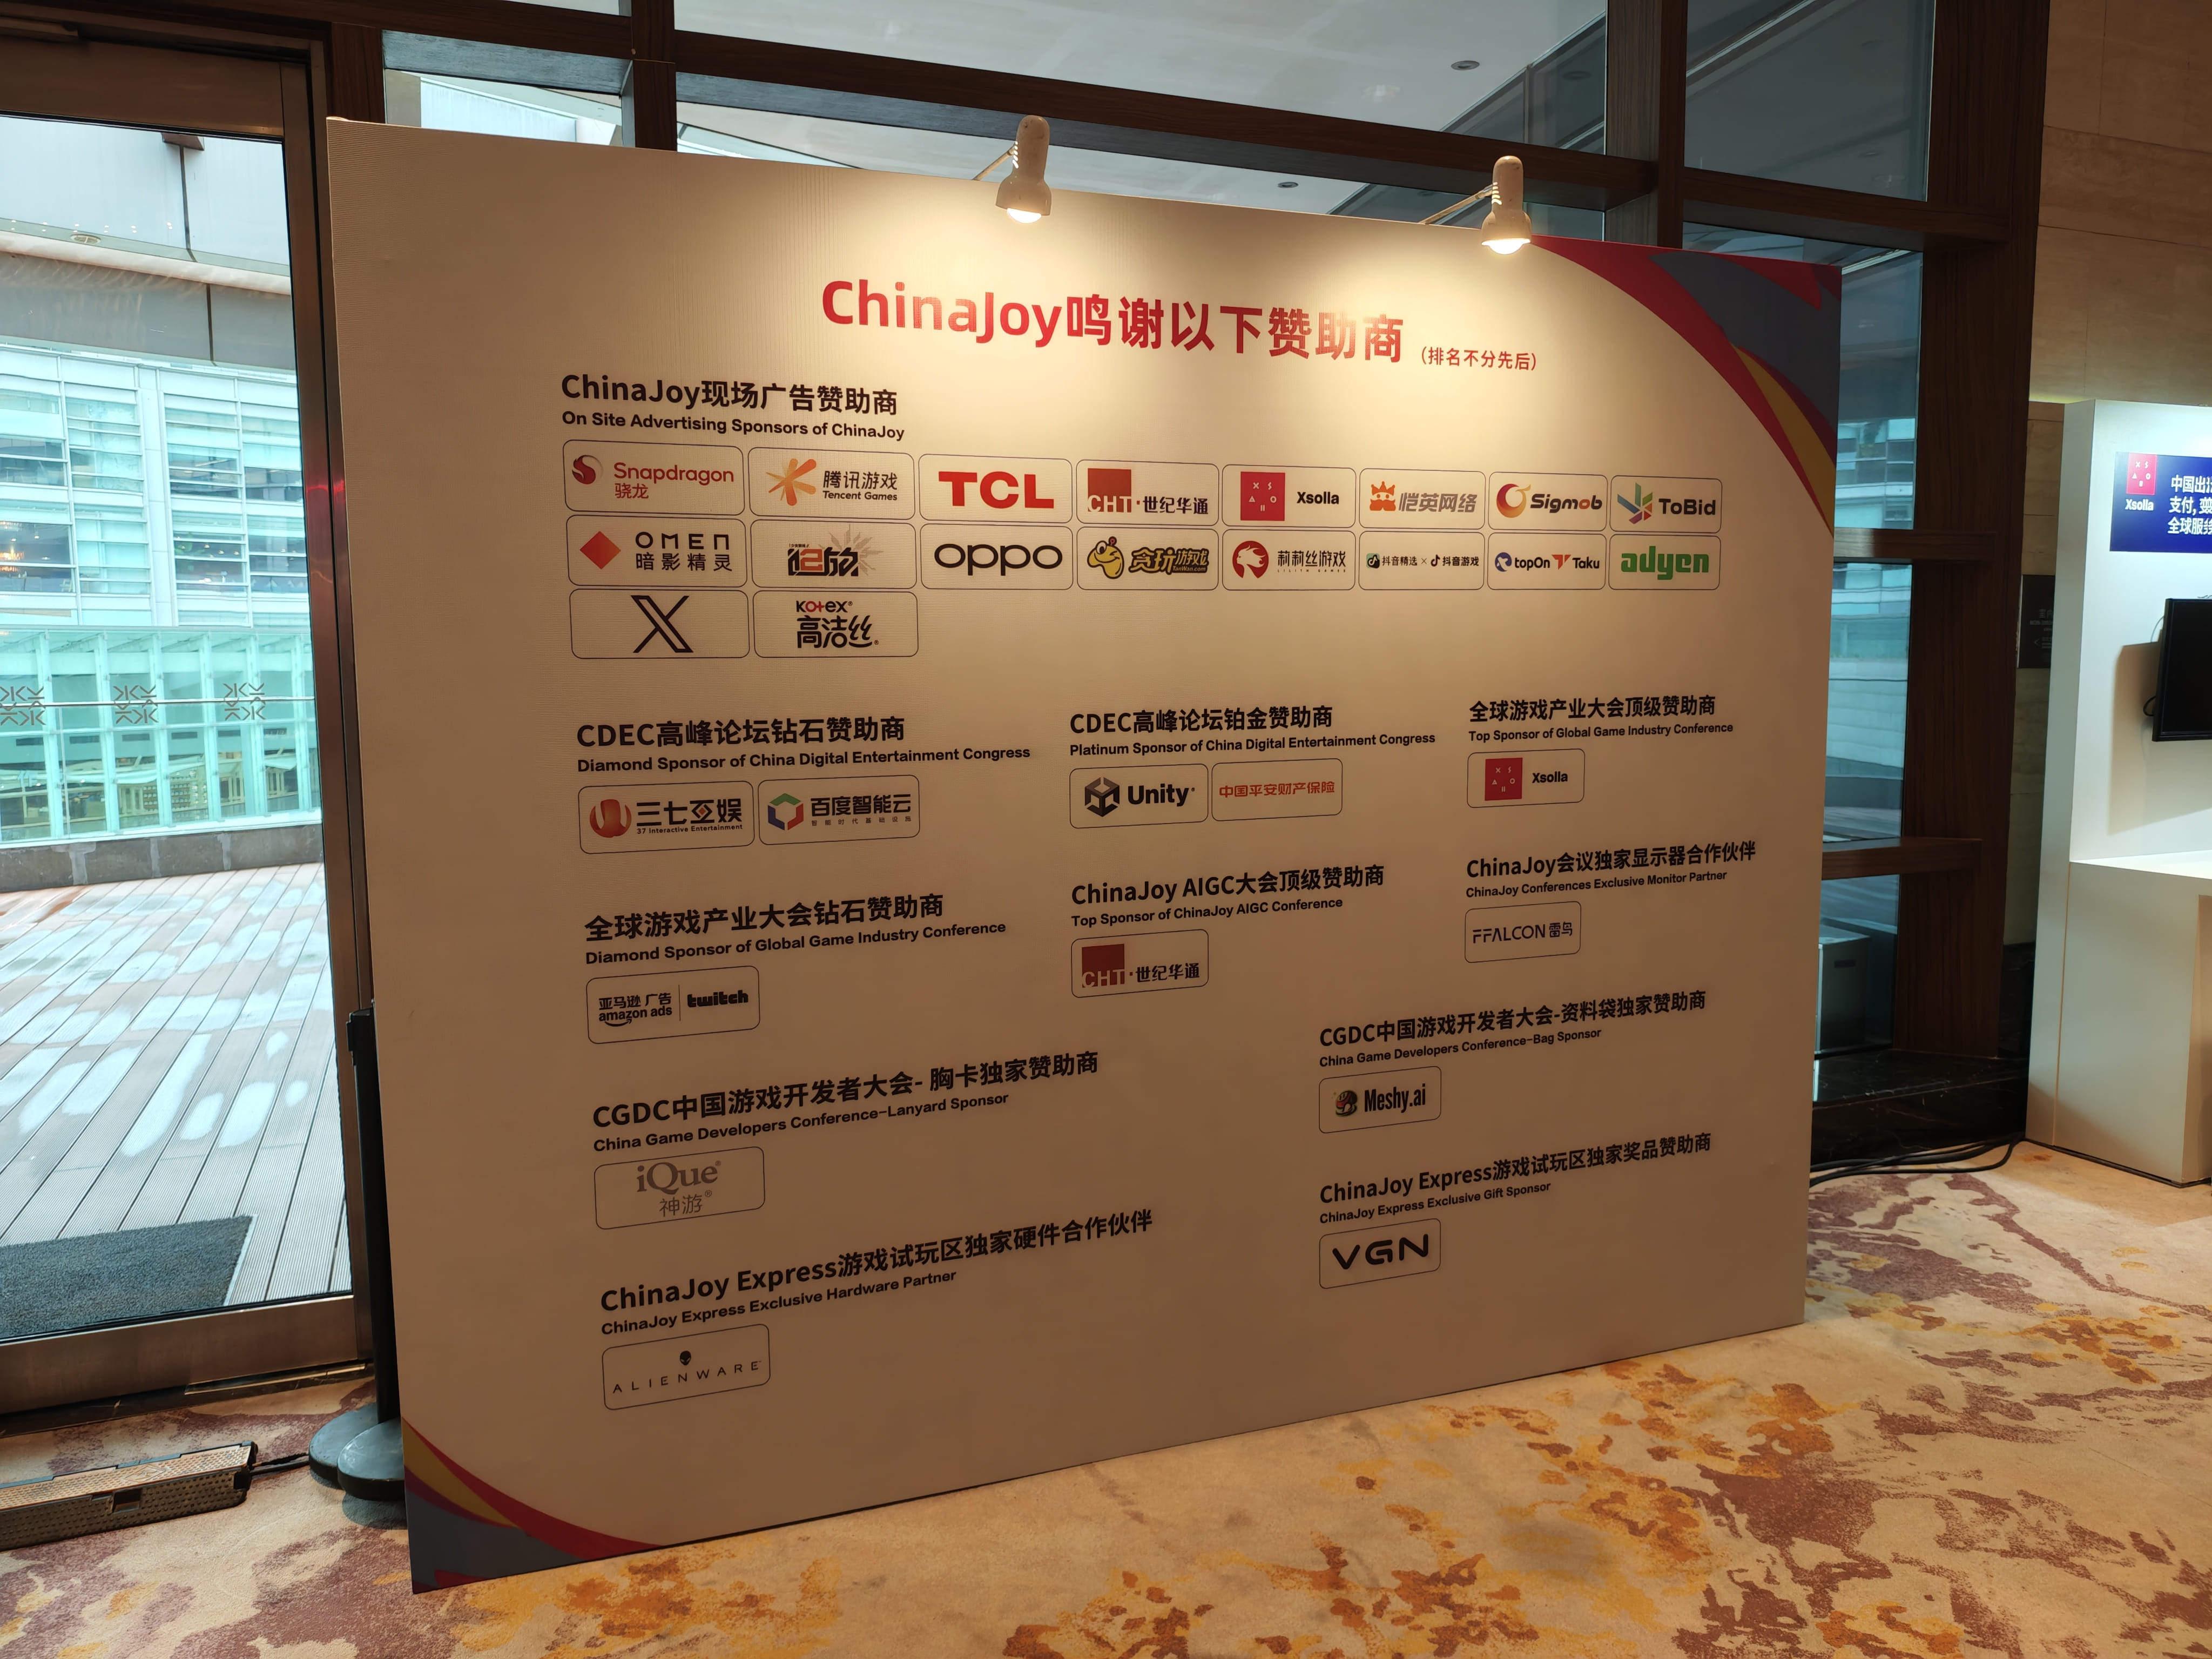 ChinaJoy鸣谢以下赞助商 (排名不分先后)
ChinaJoy现场广告赞助商
On Site Advertising Sponsors of ChinaJoy
Snapdragon
骁龙
腾讯游戏
Tencent Games
TCL
CHT·世纪华通
XSOLLA
Xsolla
恺英网络
Sigmob
ToBid
OMEN
暗影精灵
oppo
贪玩游戏
莉莉丝游戏
LILITH GAMES
抖音精选×抖音游戏
topOn Taku
adyen
X
Kotex®
高洁丝®
CDEC高峰论坛钻石赞助商
Diamond Sponsor of China Digital Entertainment Congress
三七互娱
37 Interactive Entertainment
百度智能云
智能时代基础设施
CDEC高峰论坛铂金赞助商
Platinum Sponsor of China Digital Entertainment Congress
Unity®
中国平安财产保险
全球游戏产业大会顶级赞助商
Top Sponsor of Global Game Industry Conference
XSOLLA
Xsolla
全球游戏产业大会钻石赞助商
Diamond Sponsor of Global Game Industry Conference
亚马逊 广告
amazon ads
twitch
ChinaJoy AIGC大会顶级赞助商
Top Sponsor of ChinaJoy AIGC Conference
CHT·世纪华通
ChinaJoy会议独家显示器合作伙伴
ChinaJoy Conferences Exclusive Monitor Partner
FFALCON 雷鸟
CGDC中国游戏开发者大会- 胸卡独家赞助商
China Game Developers Conference-Lanyard Sponsor
iQue®
神游®
CGDC中国游戏开发者大会-资料袋独家赞助商
China Game Developers Conference-Bag Sponsor
Meshy.ai
ChinaJoy Express游戏试玩区独家硬件合作伙伴
ChinaJoy Express Exclusive Hardware Partner
ALIENWARE
ChinaJoy Express游戏试玩区独家奖品赞助商
ChinaJoy Express Exclusive Gift Sponsor
VGN
Xsolla
中国出
支付,
全球服